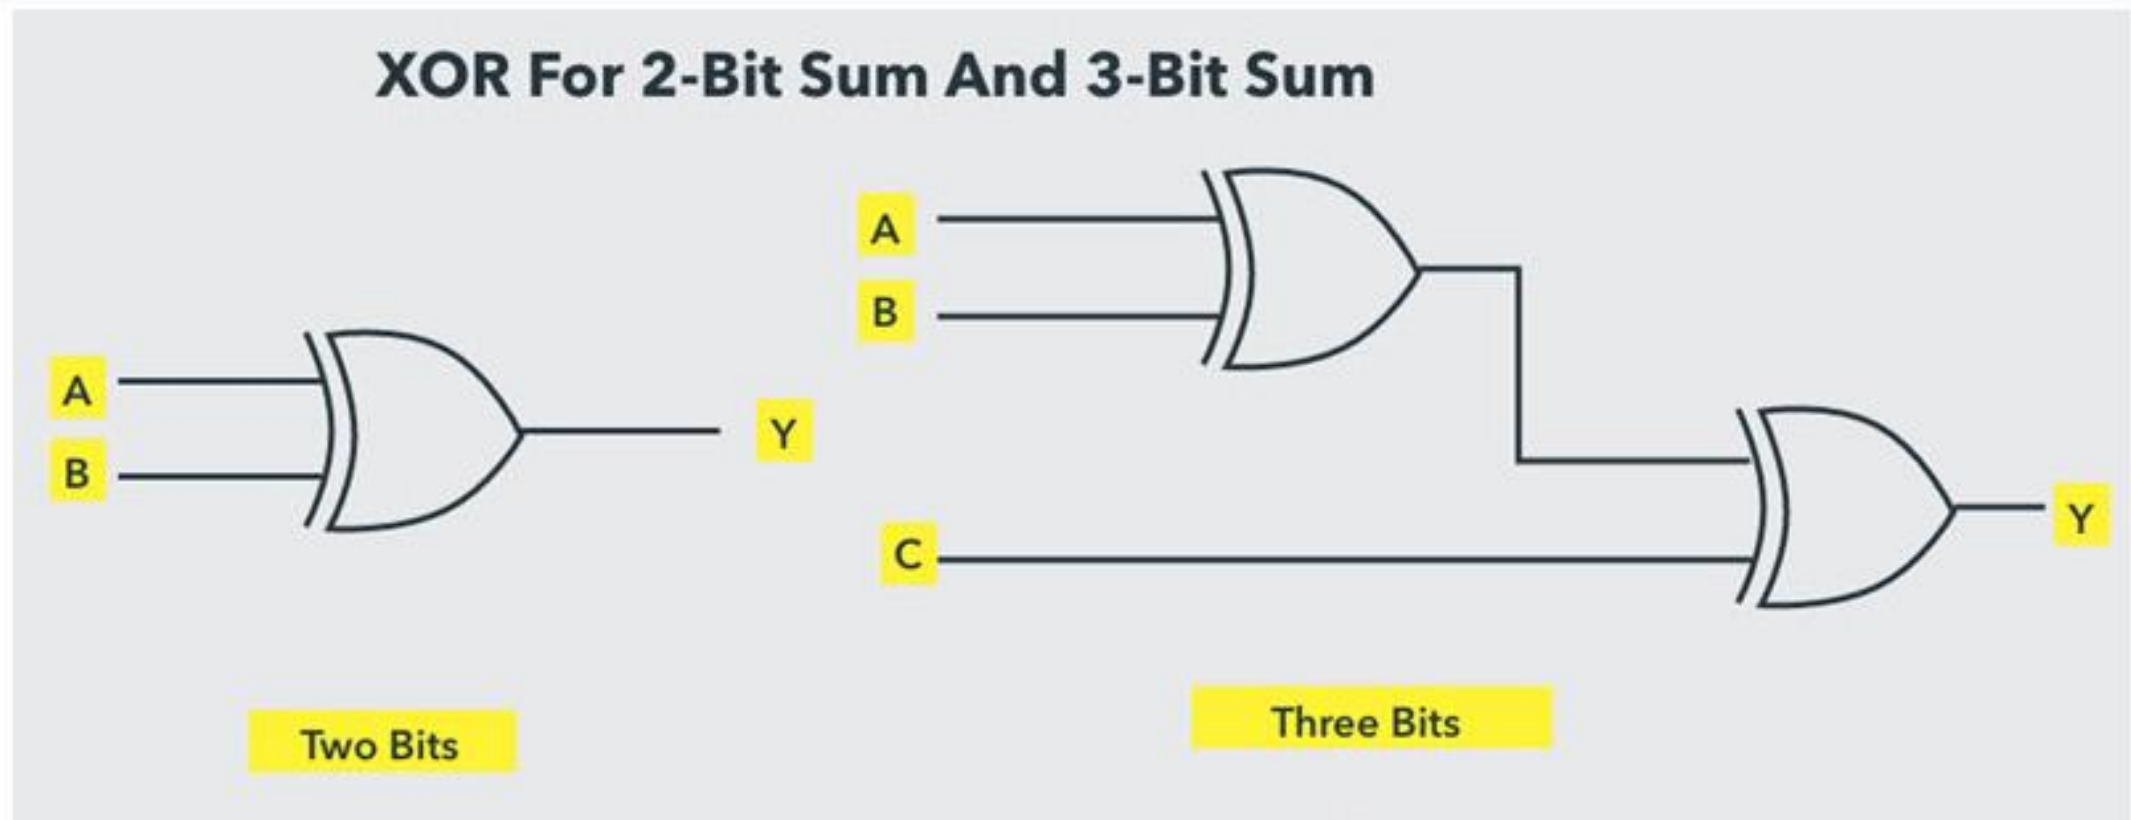 XOR For 2-Bit Sum And 3-Bit Sum
A
B
Y
Two Bits
A
B
C
Y
Three Bits